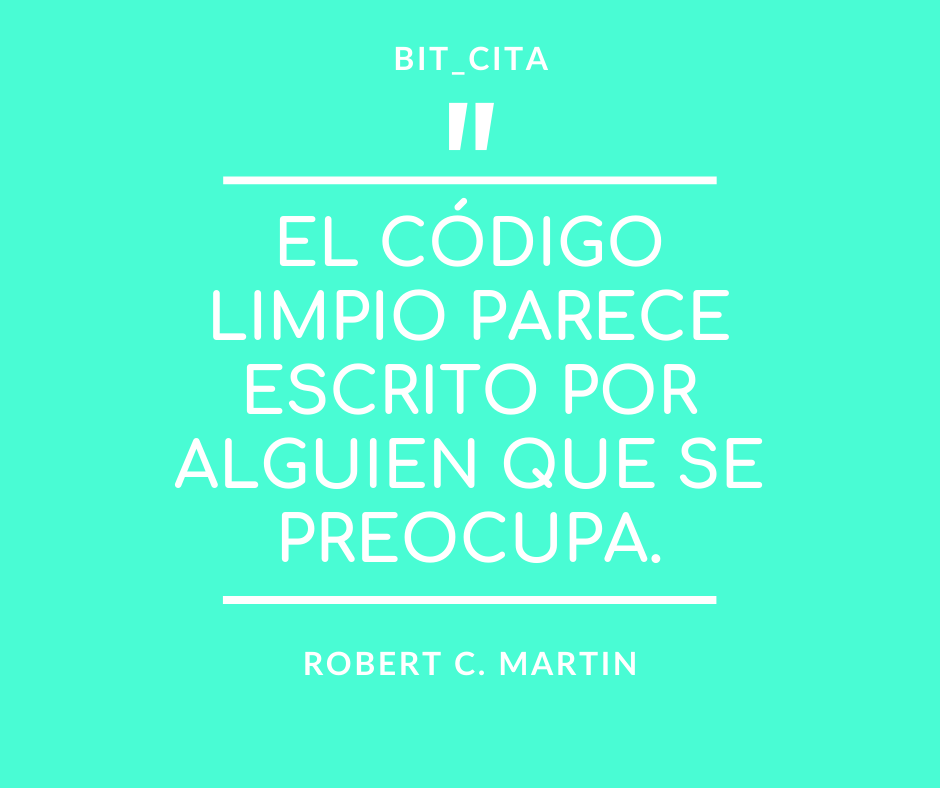 BIT_CITA
"
EL CÓDIGO
LIMPIO PARECE
ESCRITO POR
ALGUIEN QUE SE
PREOCUPA.
ROBERT C. MARTIN